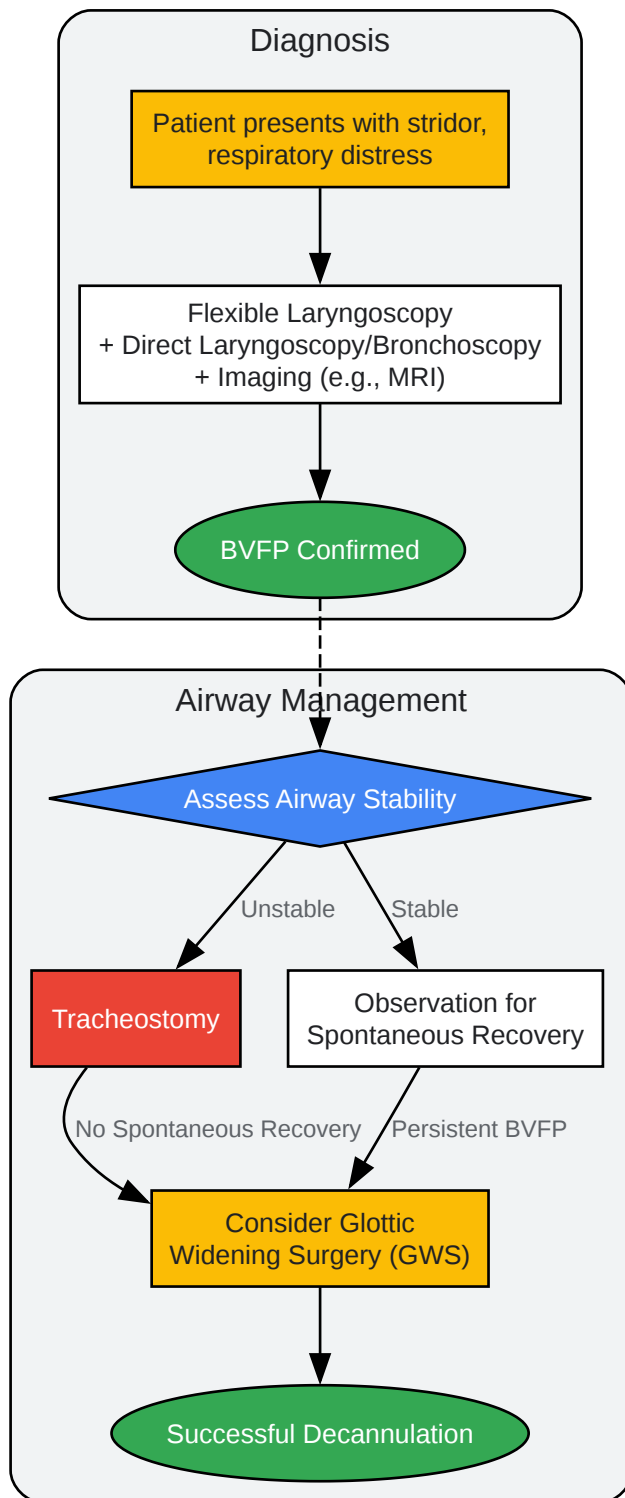 Diagnosis
Patient presents with stridor,
respiratory distress
Flexible Laryngoscopy
+ Direct Laryngoscopy/Bronchoscopy
+ Imaging (e.g., MRI)
BVFP Confirmed
Airway Management
Assess Airway Stability
Unstable
Stable
Tracheostomy
Observation for
Spontaneous Recovery
No Spontaneous Recovery
Persistent BVFP
Consider Glottic
Widening Surgery (GWS)
Successful Decannulation